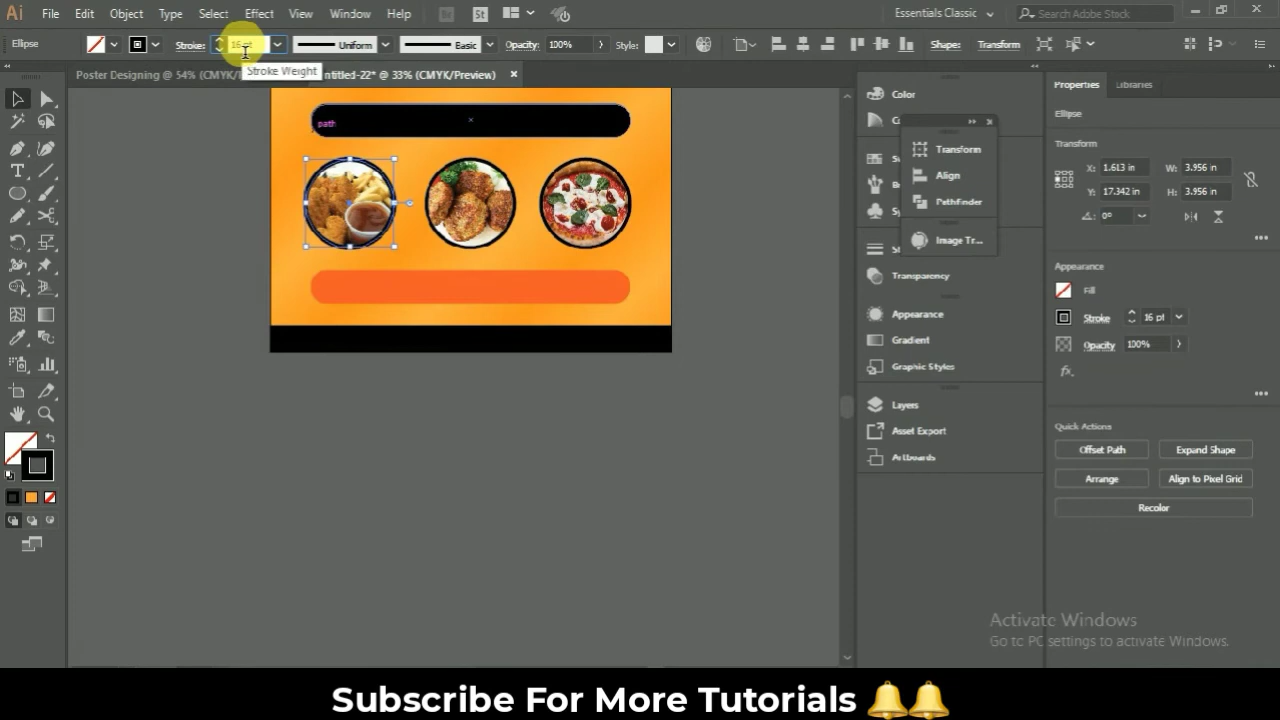 Ai File Edit Object Type Select Effect View Window Help Br St Essentials Classic Search Adobe Stock
Ellipse Stroke: 16 pt Uniform Basic Opacity: 100% Style: Shape: Transform
Stroke Weight
Poster Designing @ 54% (CMYK/ ntitled-22* @ 33% (CMYK/Preview)
path
Color
Transform
Align
Pathfinder
Image Tr...
Transparency
Appearance
Gradient
Graphic Styles
Layers
Asset Export
Artboards
Properties Libraries
Ellipse
Transform
X: 1.613 in W: 3.956 in
Y: 17.342 in H: 3.956 in
0°
Appearance
Fill
Stroke 16 pt
Opacity 100%
fx.
Quick Actions
Offset Path Expand Shape
Arrange Align to Pixel Grid
Recolor
Activate Windows
Go to PC settings to activate Windows.
Subscribe For More Tutorials